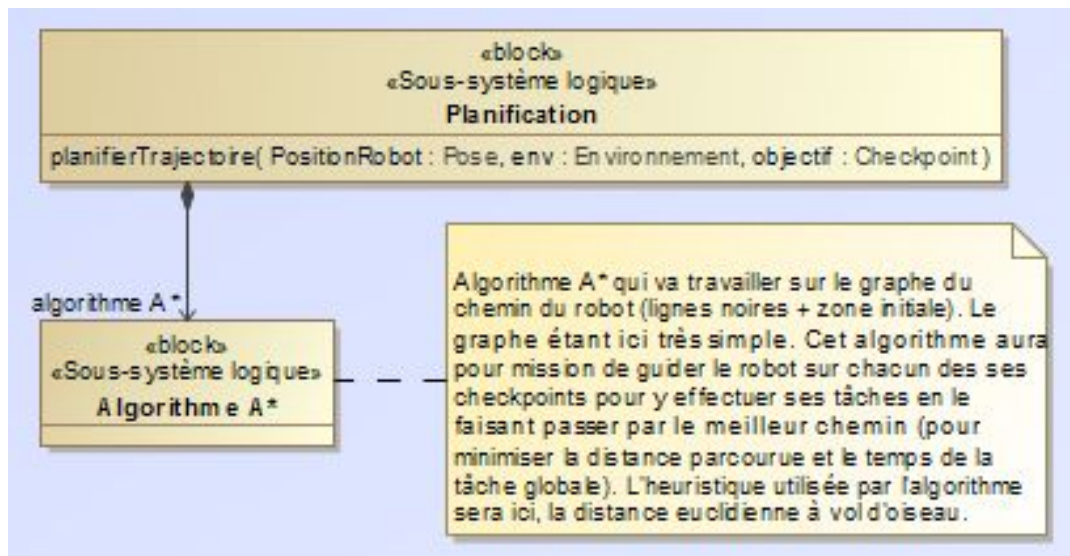 «block»
«Sous-système logique»
Planification
planifierTrajectoire( PositionRobot : Pose, env : Environnement, objectif : Checkpoint )
algorithme A*
«block»
«Sous-système logique»
Algorithme A*
Algorithme A* qui va travailler sur le graphe du
chemin du robot (lignes noires + zone initiale). Le
graphe étant ici très simple. Cet algorithme aura
pour mission de guider le robot sur chacun des ses
checkpoints pour y effectuer ses tâches en le
faisant passer par le meilleur chemin (pour
minimiser la distance parcourue et le temps de la
tâche globale). L'heuristique utilisée par l'algorithme
sera ici, la distance euclidienne à vol d'oiseau.